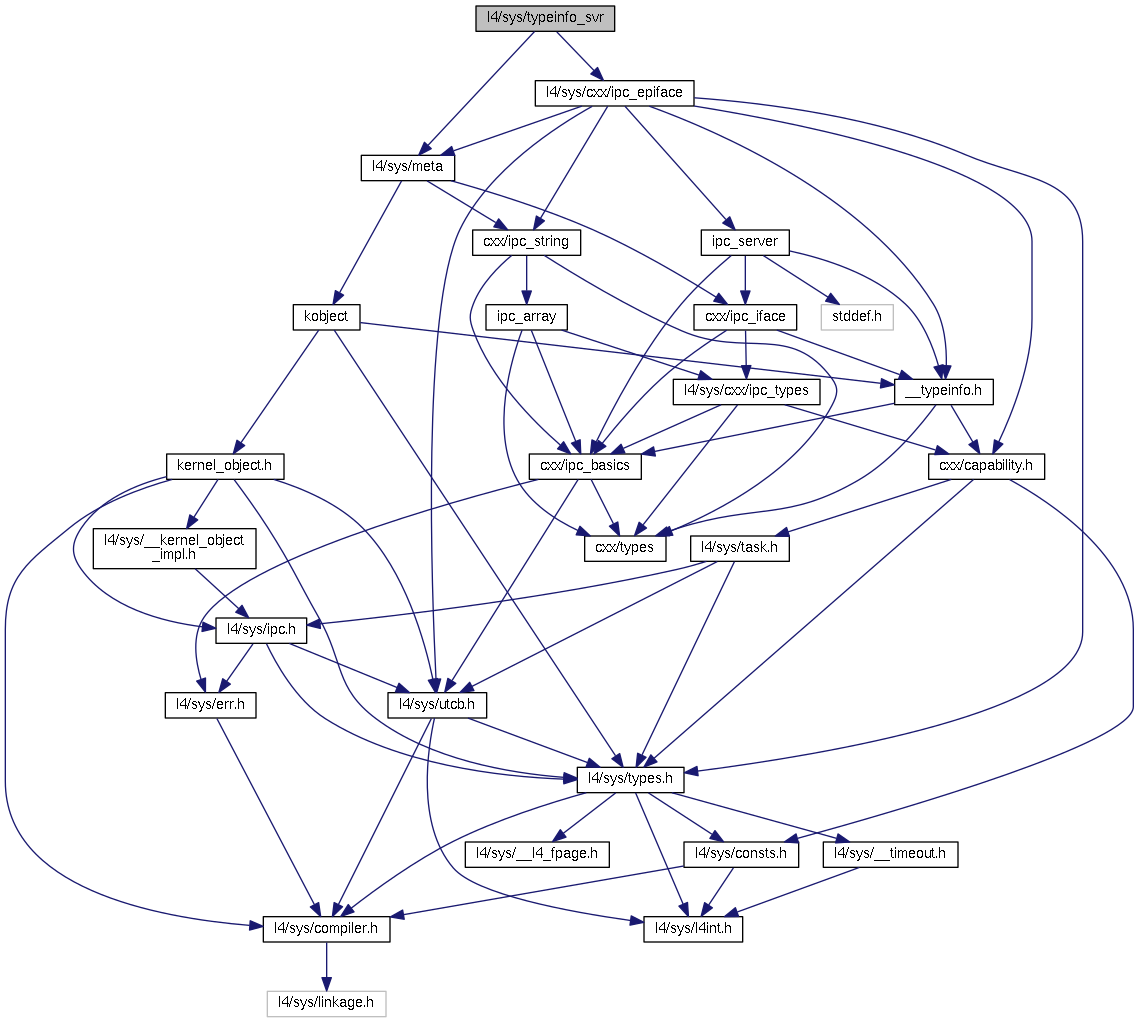 l4/sys/typeinfo_svr
l4/sys/cxx/ipc_epiface
l4/sys/meta
cxx/ipc_string
ipc_server
kobject
ipc_array
cxx/ipc_iface
stddef.h
l4/sys/cxx/ipc_types
__typeinfo.h
kernel_object.h
cxx/ipc_basics
cxx/capability.h
l4/sys/__kernel_object
_impl.h
cxx/types
l4/sys/task.h
l4/sys/ipc.h
l4/sys/err.h
l4/sys/utcb.h
l4/sys/types.h
l4/sys/__l4_fpage.h
l4/sys/consts.h
l4/sys/__timeout.h
l4/sys/compiler.h
l4/sys/l4int.h
l4/sys/linkage.h